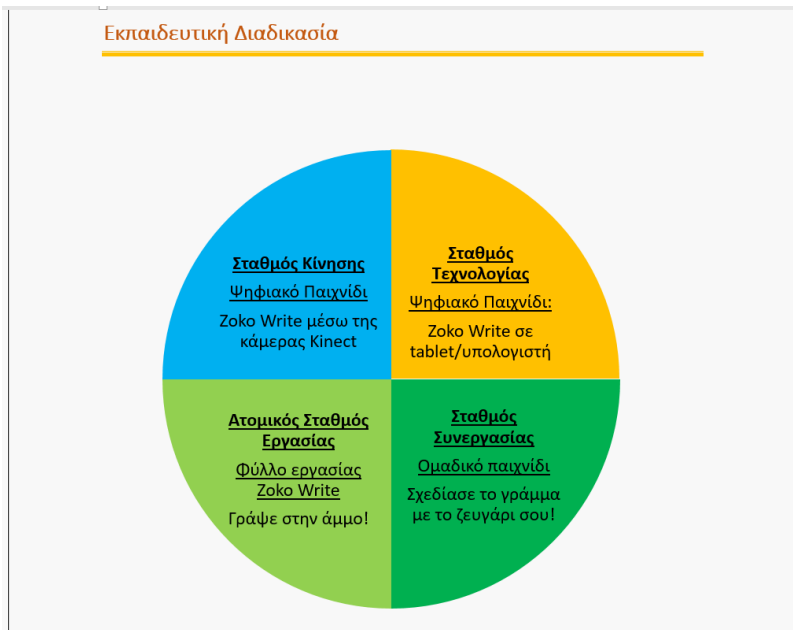 Εκπαιδευτική Διαδικασία
Σταθμός Κίνησης
Ψηφιακό Παιχνίδι
Zoko Write μέσω της
κάμερας Kinect
Σταθμός
Τεχνολογίας
Ψηφιακό Παιχνίδι:
Zoko Write σε
tablet/υπολογιστή
Ατομικός Σταθμός
Εργασίας
Φύλλο εργασίας
Zoko Write
Γράψε στην άμμο!
Σταθμός
Συνεργασίας
Ομαδικό παιχνίδι
Σχεδίασε το γράμμα
με το ζευγάρι σου!